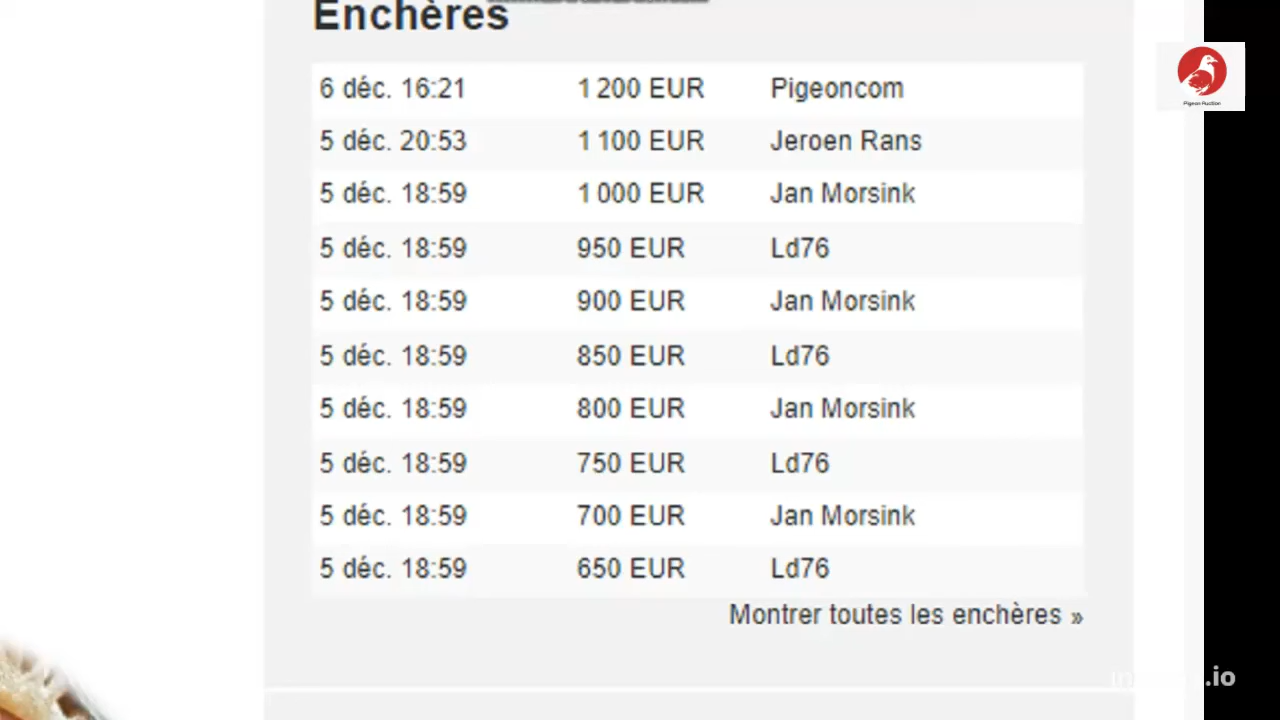 Enchères
6 déc. 16:21 1 200 EUR Pigeoncom
5 déc. 20:53 1 100 EUR Jeroen Rans
5 déc. 18:59 1 000 EUR Jan Morsink
5 déc. 18:59 950 EUR Ld76
5 déc. 18:59 900 EUR Jan Morsink
5 déc. 18:59 850 EUR Ld76
5 déc. 18:59 800 EUR Jan Morsink
5 déc. 18:59 750 EUR Ld76
5 déc. 18:59 700 EUR Jan Morsink
5 déc. 18:59 650 EUR Ld76
Montrer toutes les enchères »
Pigeon Auction
.io